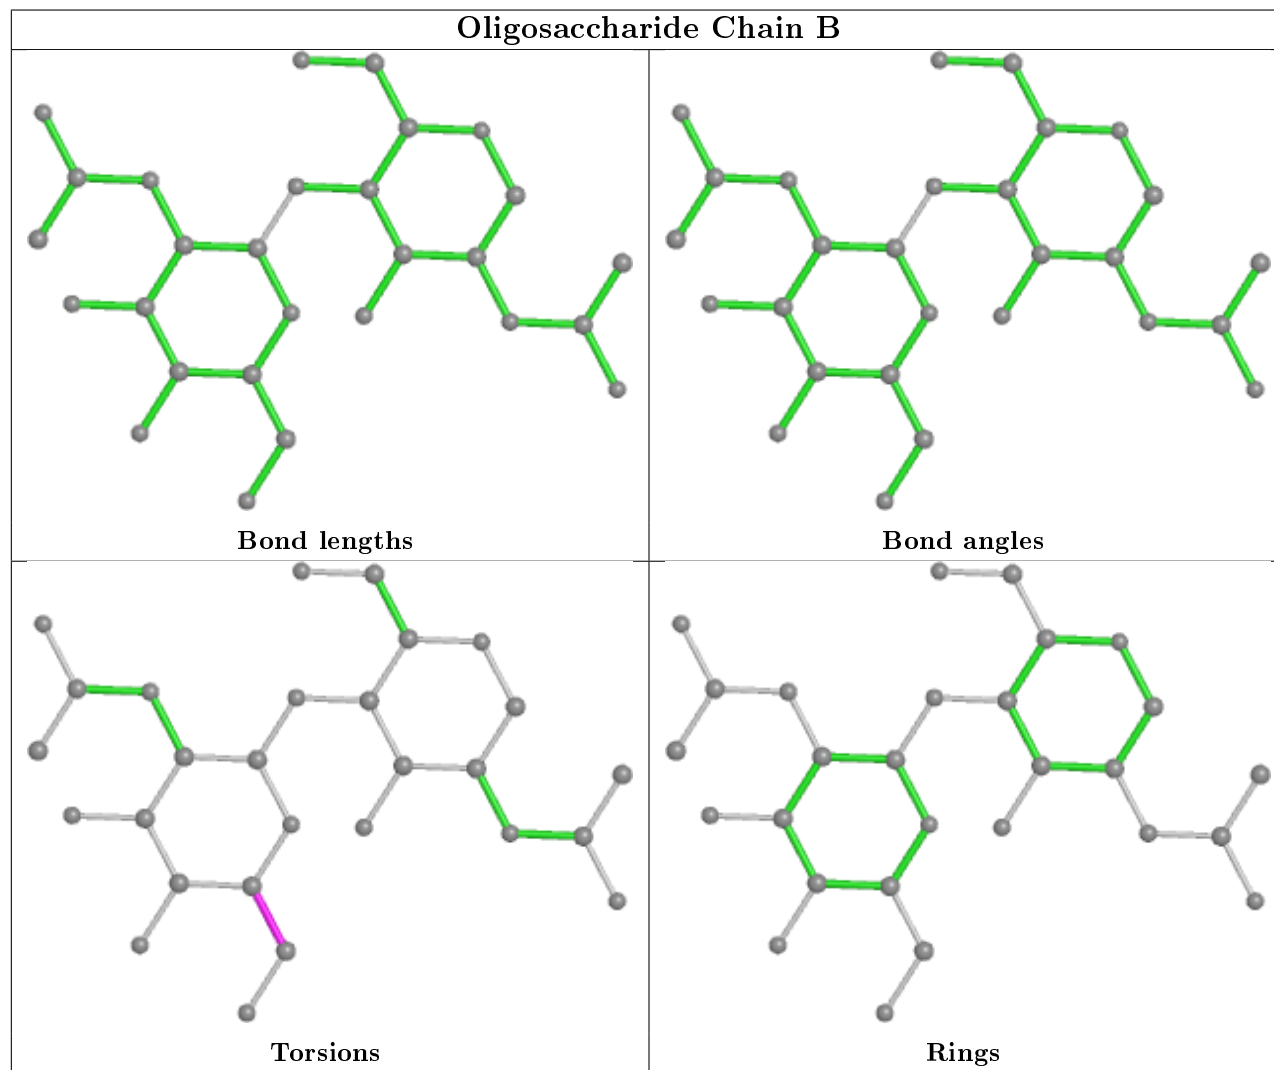 Oligosaccharide Chain B
Bond lengths
Bond angles
Torsions
Rings